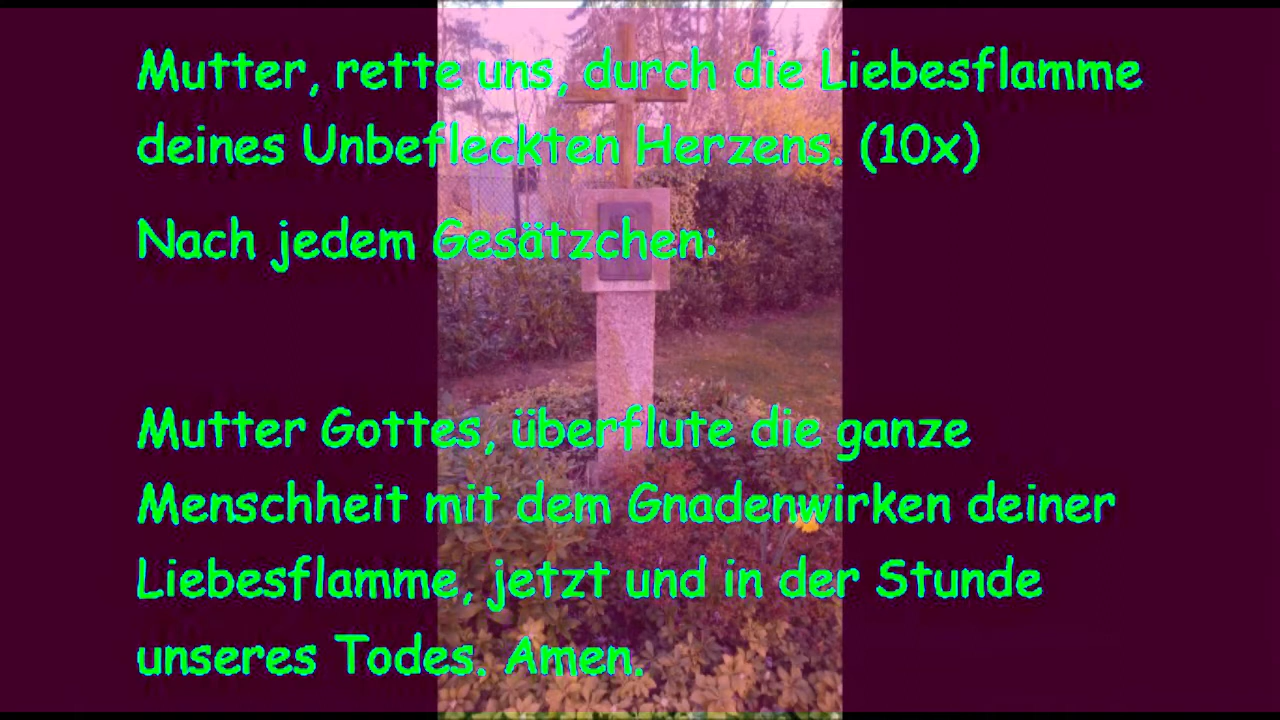 Mutter, rette uns, durch die Liebesflamme
deines Unbefleckten Herzens. (10x)
Nach jedem Gesätzchen:
Mutter Gottes, überflute die ganze
Menschheit mit dem Gnadenwirken deiner
Liebesflamme, jetzt und in der Stunde
unseres Todes. Amen.